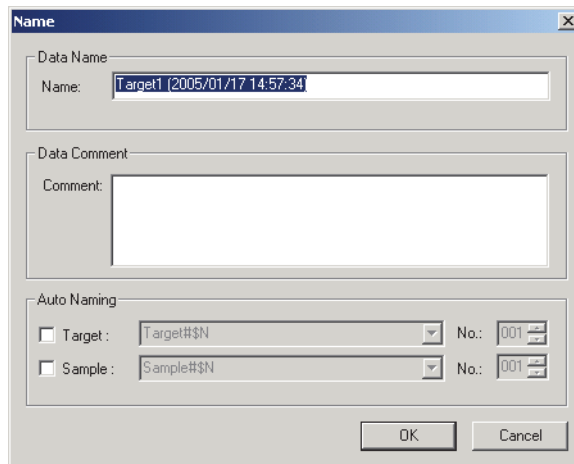 Name
Data Name
Name: Target1 (2005/01/17 14:57:34)
Data Comment
Comment:
Auto Naming
Target : Target#$N No.: 001
Sample : Sample#$N No.: 001
OK Cancel